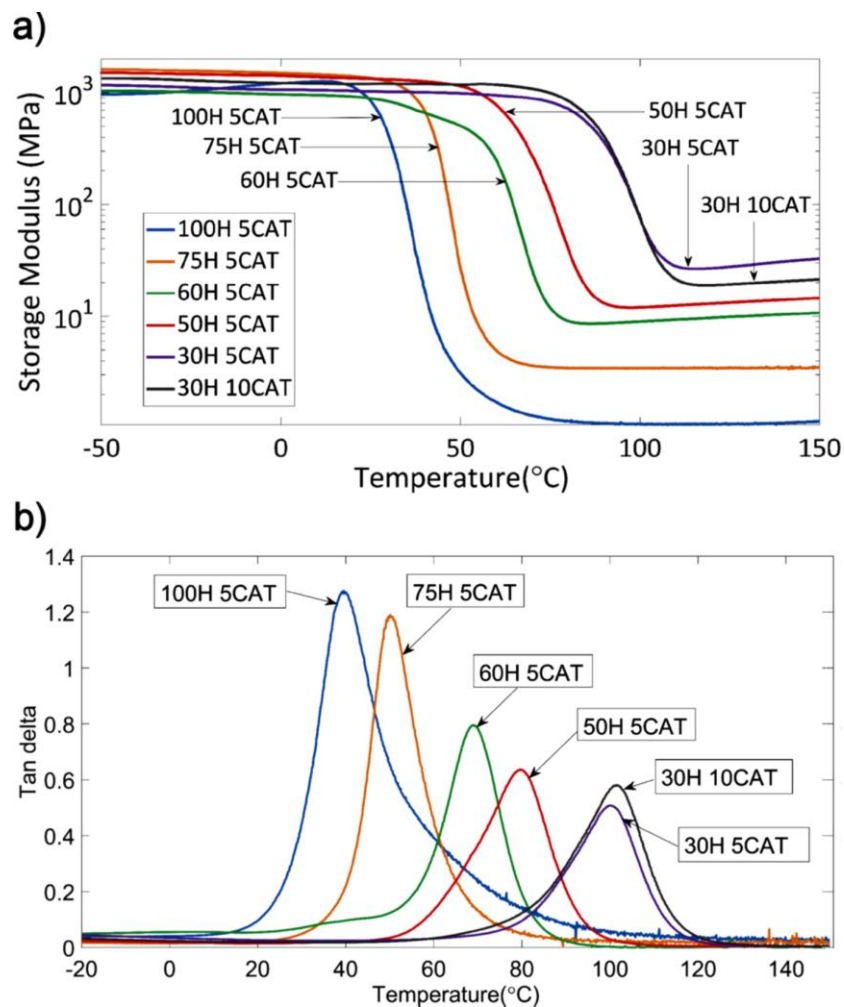 a)
Storage Modulus (MPa)
10³
10²
10¹
100H 5CAT
75H 5CAT
60H 5CAT
50H 5CAT
30H 5CAT
30H 10CAT
100H 5CAT
75H 5CAT
60H 5CAT
50H 5CAT
30H 5CAT
30H 10CAT
-50 0 50 100 150
Temperature(°C)
b)
Tan delta
1.4
1.2
1
0.8
0.6
0.4
0.2
0
100H 5CAT
75H 5CAT
60H 5CAT
50H 5CAT
30H 10CAT
30H 5CAT
-20 0 20 40 60 80 100 120 140
Temperature(°C)